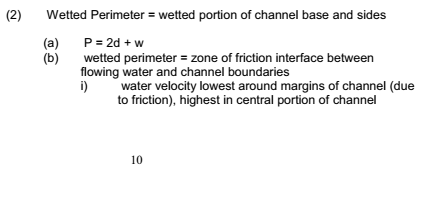 (2) Wetted Perimeter = wetted portion of channel base and sides
(a) P = 2d + w
(b) wetted perimeter = zone of friction interface between
flowing water and channel boundaries
i) water velocity lowest around margins of channel (due
to friction), highest in central portion of channel
10